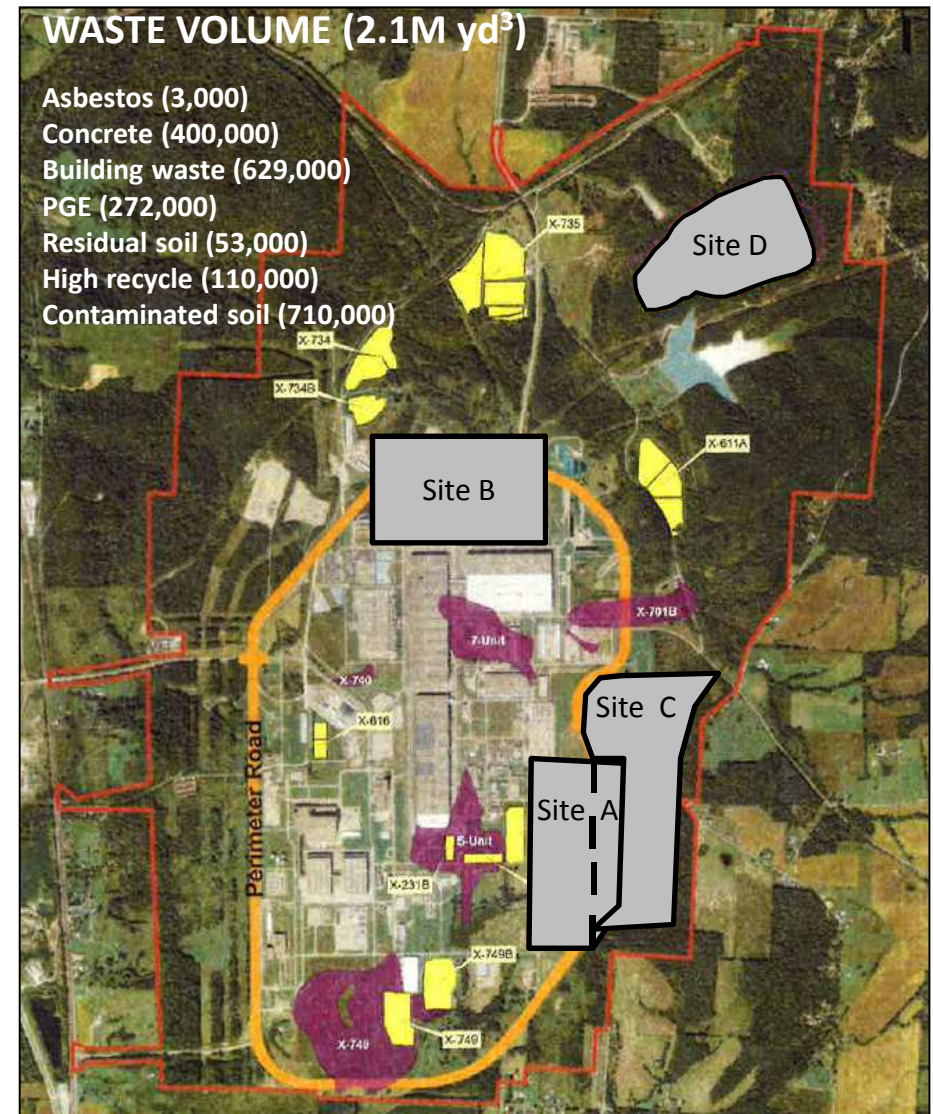 WASTE VOLUME (2.1M yd³)
Asbestos (3,000)
Concrete (400,000)
Building waste (629,000)
PGE (272,000)
Residual soil (53,000)
High recycle (110,000)
Contaminated soil (710,000)
X-735
Site D
X-734
X-734B
X-611A
Site B
X-701B
7-Unit
X-740
Site C
X-616
Perimeter Road
Site A
5-Unit
X-231B
X-749B
X-749
X-749